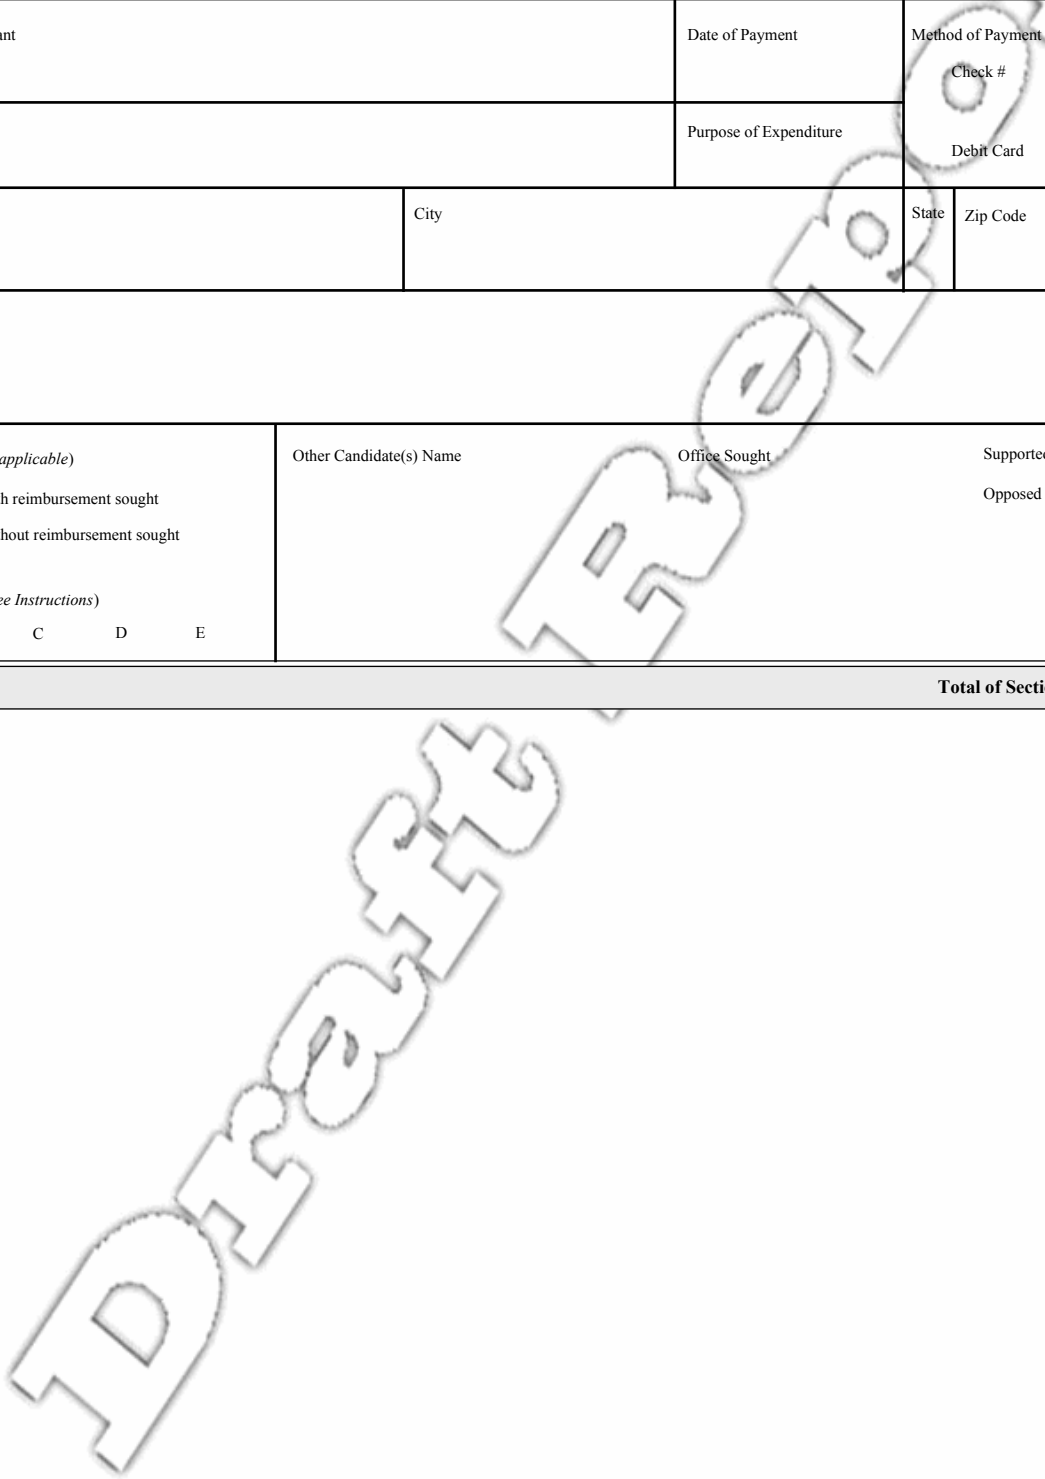 ant
Date of Payment
Method of Payment
Check #
Purpose of Expenditure
Debit Card
City
State
Zip Code
applicable)
Other Candidate(s) Name
Office Sought
Supported
h reimbursement sought
Opposed
hout reimbursement sought
ee Instructions)
C D E
Total of Secti
Draft Repo